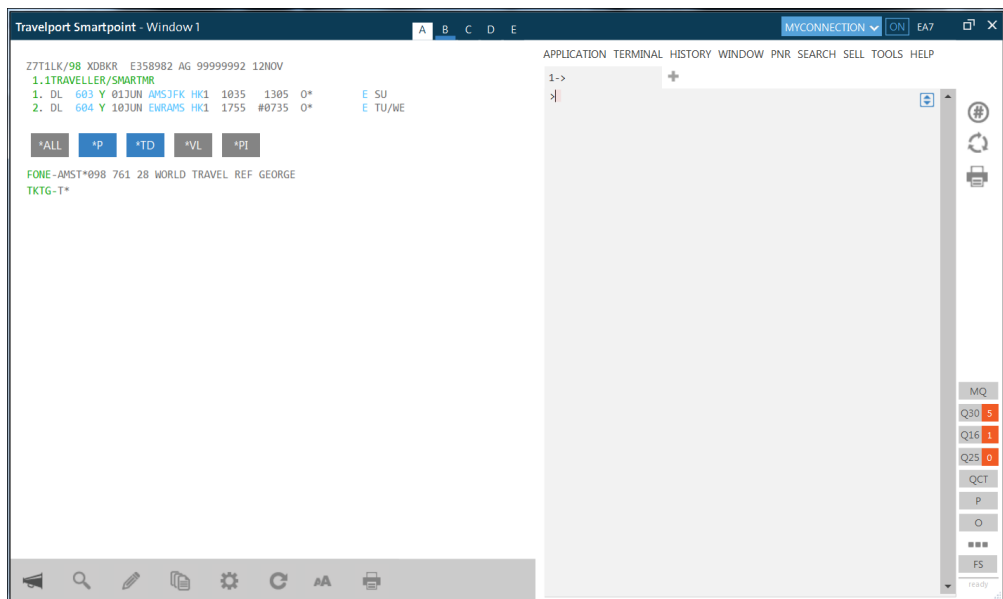 Travelport Smartpoint - Window 1
A B C D E
MYCONNECTION ON EA7
APPLICATION TERMINAL HISTORY WINDOW PNR SEARCH SELL TOOLS HELP
Z7T1LK/98 XDBKR E358982 AG 99999992 12NOV
1.1TRAVELLER/SMARTMR
1. DL 603 Y 01JUN AMSJFK HK1 1035 1305 O* E SU
2. DL 604 Y 10JUN EWRAMS HK1 1755 #0735 O* E TU/WE
*ALL *P *TD *VL *PI
FONE-AMST*098 761 28 WORLD TRAVEL REF GEORGE
TKTG-T*
1->
>
#
MQ
Q30 5
Q16 1
Q25 0
QCT
P
O
FS
ready
AA